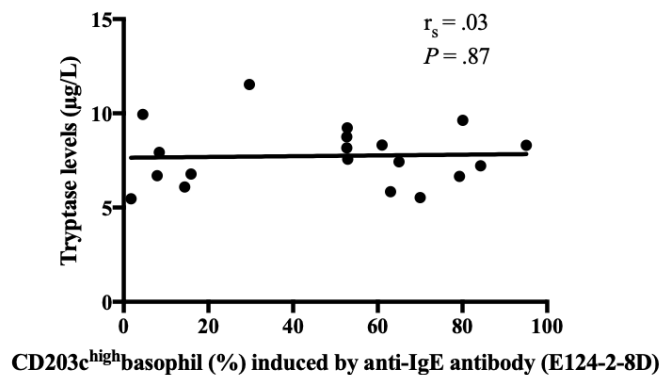 15
r_s = .03
P = .87
10
5
0
Tryptase levels (µg/L)
0 20 40 60 80 100
CD203c^high basophil (%) induced by anti-IgE antibody (E124-2-8D)